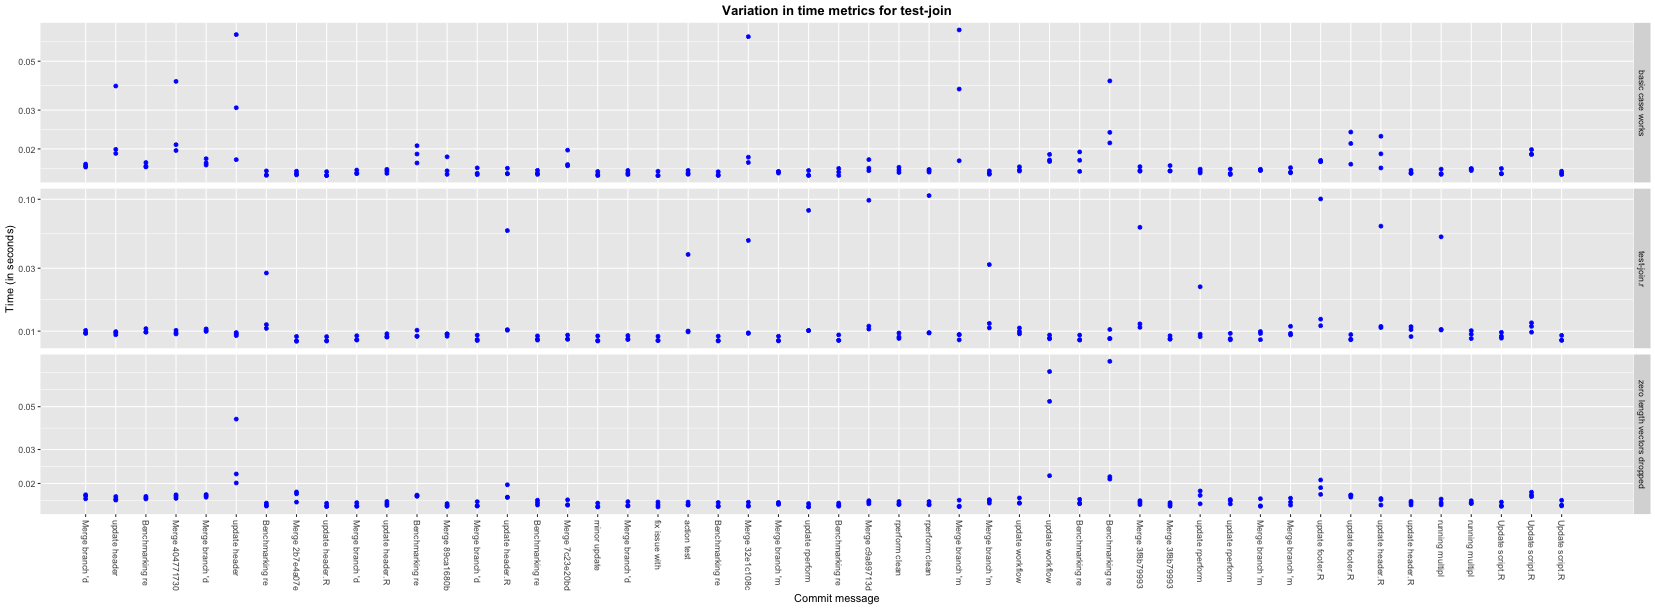 Variation in time metrics for test-join
Time (in seconds)
0.05
0.03
0.02
basic case works
0.10
0.03
0.01
test-join.r
0.05
0.03
0.02
zero length vectors dropped
Merge branch 'd
update header
Benchmarking re
Merge 404771730
Merge branch 'd
update header
Benchmarking re
Merge 2b7e4a07e
update header.R
Merge branch 'd
update header.R
Benchmarking re
Merge 89ca1680b
Merge branch 'd
update header.R
Benchmarking re
Merge 7c23e20bd
minor update
Merge branch 'd
fix issue with
action test
Benchmarking re
Merge 32e1c108c
Merge branch 'm
update rperform
Benchmarking re
Merge c9a89713d
rperform clean
rperform clean
Merge branch 'm
Merge branch 'm
update workflow
update workflow
Benchmarking re
Benchmarking re
Merge 3f8b79993
Merge 3f8b79993
update rperform
update rperform
Merge branch 'm
Merge branch 'm
update footer.R
update footer.R
update header.R
update header.R
running multipl
running multipl
Update script.R
Update script.R
Update script.R
Commit message